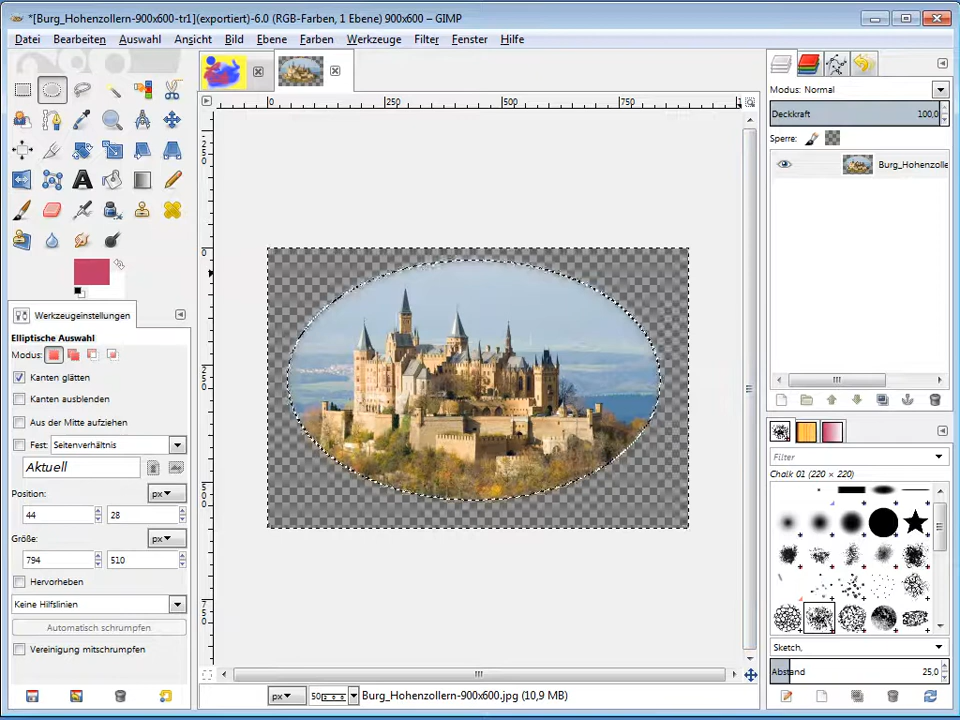 *[Burg_Hohenzollern-900x600-tr1](exportiert)-6.0 (RGB-Farben, 1 Ebene) 900x600 – GIMP
Datei Bearbeiten Auswahl Ansicht Bild Ebene Farben Werkzeuge Filter Fenster Hilfe
0 250 500 750
Modus: Normal
Deckkraft 100,0
Sperre:
Burg_Hohenzolle
Werkzeugeinstellungen
Elliptische Auswahl
Modus:
Kanten glätten
Kanten ausblenden
Aus der Mitte aufziehen
Fest: Seitenverhältnis
Aktuell
Position: px
44 28
Größe: px
794 510
Hervorheben
Keine Hilfslinien
Automatisch schrumpfen
Vereinigung mitschrumpfen
Filter
Chalk 01 (220 × 220)
Sketch,
Abstand 25,0
px 50 Burg_Hohenzollern-900x600.jpg (10,9 MB)